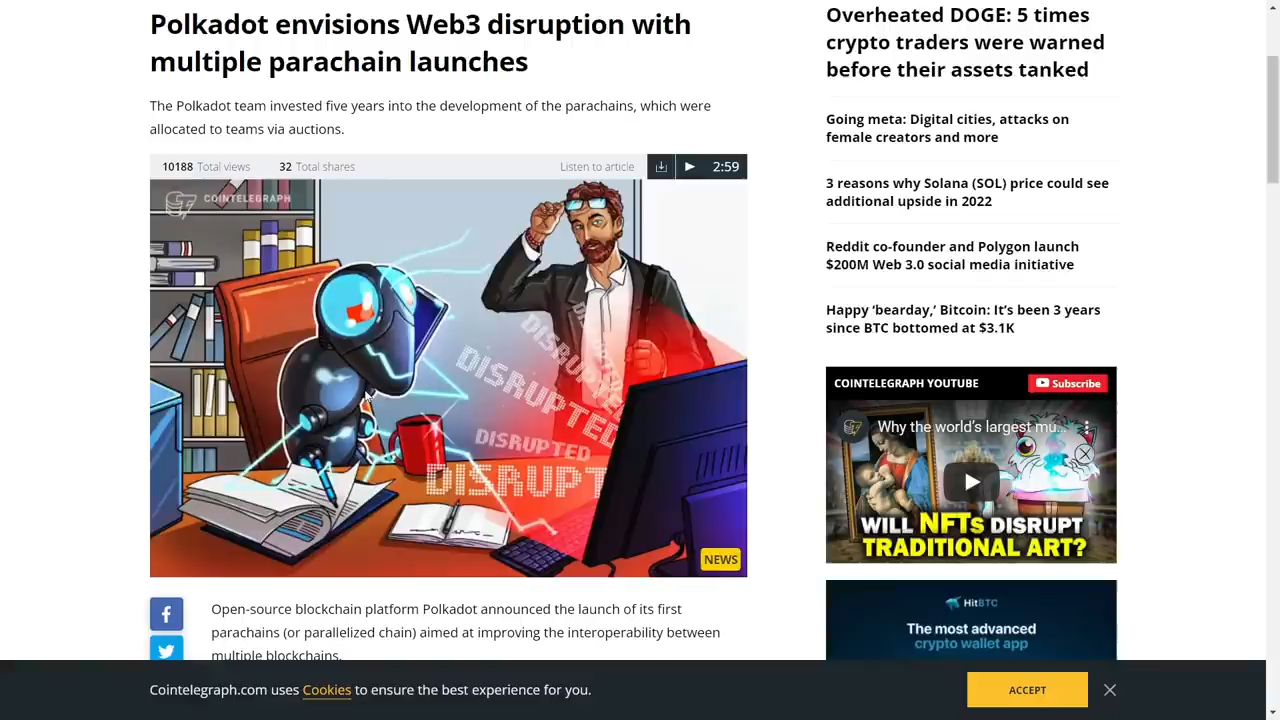 Polkadot envisions Web3 disruption with
multiple parachain launches
The Polkadot team invested five years into the development of the parachains, which were
allocated to teams via auctions.
10188 Total views
32 Total shares
Listen to article
2:59
COINTELEGRAPH
DISRUPTED
DISRUPTED
DISRUPTED
DISRUPT
NEWS
Open-source blockchain platform Polkadot announced the launch of its first
parachains (or parallelized chain) aimed at improving the interoperability between
multiple blockchains.
Overheated DOGE: 5 times
crypto traders were warned
before their assets tanked
Going meta: Digital cities, attacks on
female creators and more
3 reasons why Solana (SOL) price could see
additional upside in 2022
Reddit co-founder and Polygon launch
$200M Web 3.0 social media initiative
Happy ‘bearday,’ Bitcoin: It’s been 3 years
since BTC bottomed at $3.1K
COINTELEGRAPH YOUTUBE
Subscribe
Why the world's largest mu...
WILL NFTs DISRUPT
TRADITIONAL ART?
HitBTC
The most advanced
crypto wallet app
Cointelegraph.com uses Cookies to ensure the best experience for you.
ACCEPT